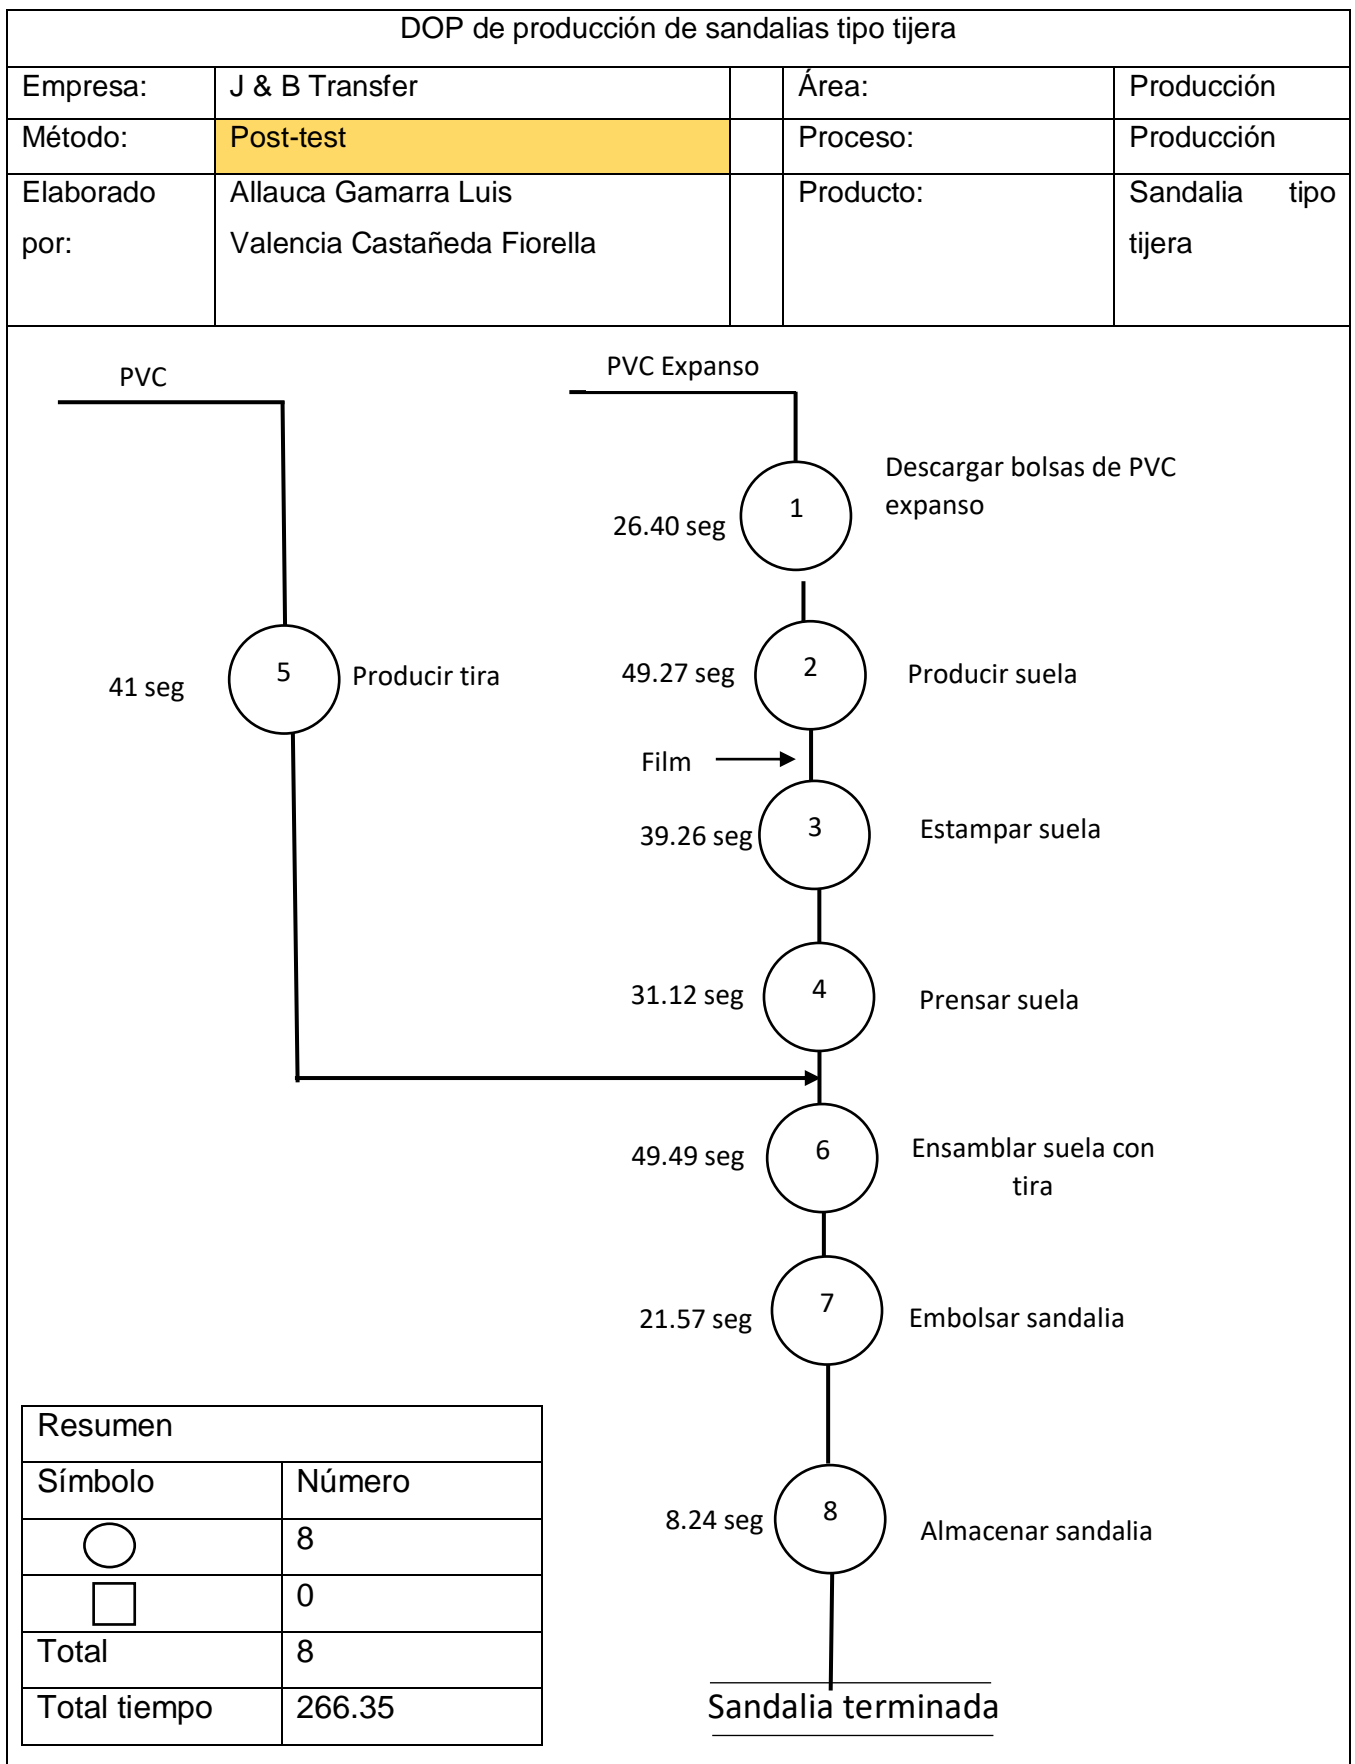 DOP de producción de sandalias tipo tijera
Empresa: J & B Transfer Área: Producción
Método: Post-test Proceso: Producción
Elaborado por: Allauca Gamarra Luis
Valencia Castañeda Fiorella
Producto: Sandalia tipo
tijera
PVC
PVC Expanso
Descargar bolsas de PVC
expanso
1
26.40 seg
5
Producir tira
41 seg
2
49.27 seg
Producir suela
Film
3
39.26 seg
Estampar suela
4
31.12 seg
Prensar suela
6
49.49 seg
Ensamblar suela con
tira
7
21.57 seg
Embolsar sandalia
8
8.24 seg
Almacenar sandalia
Sandalia terminada
Resumen
Símbolo Número
8
0
Total 8
Total tiempo 266.35